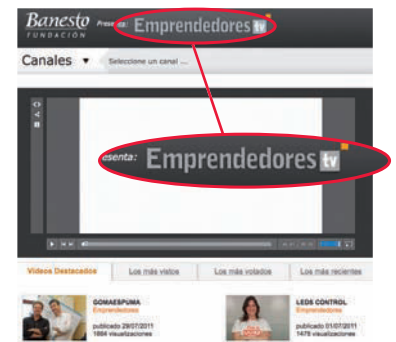 Banesto Presenta: Emprendedores tv
FUNDACIÓN
Canales ▼ Seleccione un canal ...
esenta: Emprendedores tv
Videos Destacados Los más vistos Los más votados Los más recientes
GOMAESPUMA
Emprendedores
publicado 29/07/2011
1884 visualizaciones
LEDS CONTROL
Emprendedores
publicado 01/07/2011
1478 visualizaciones